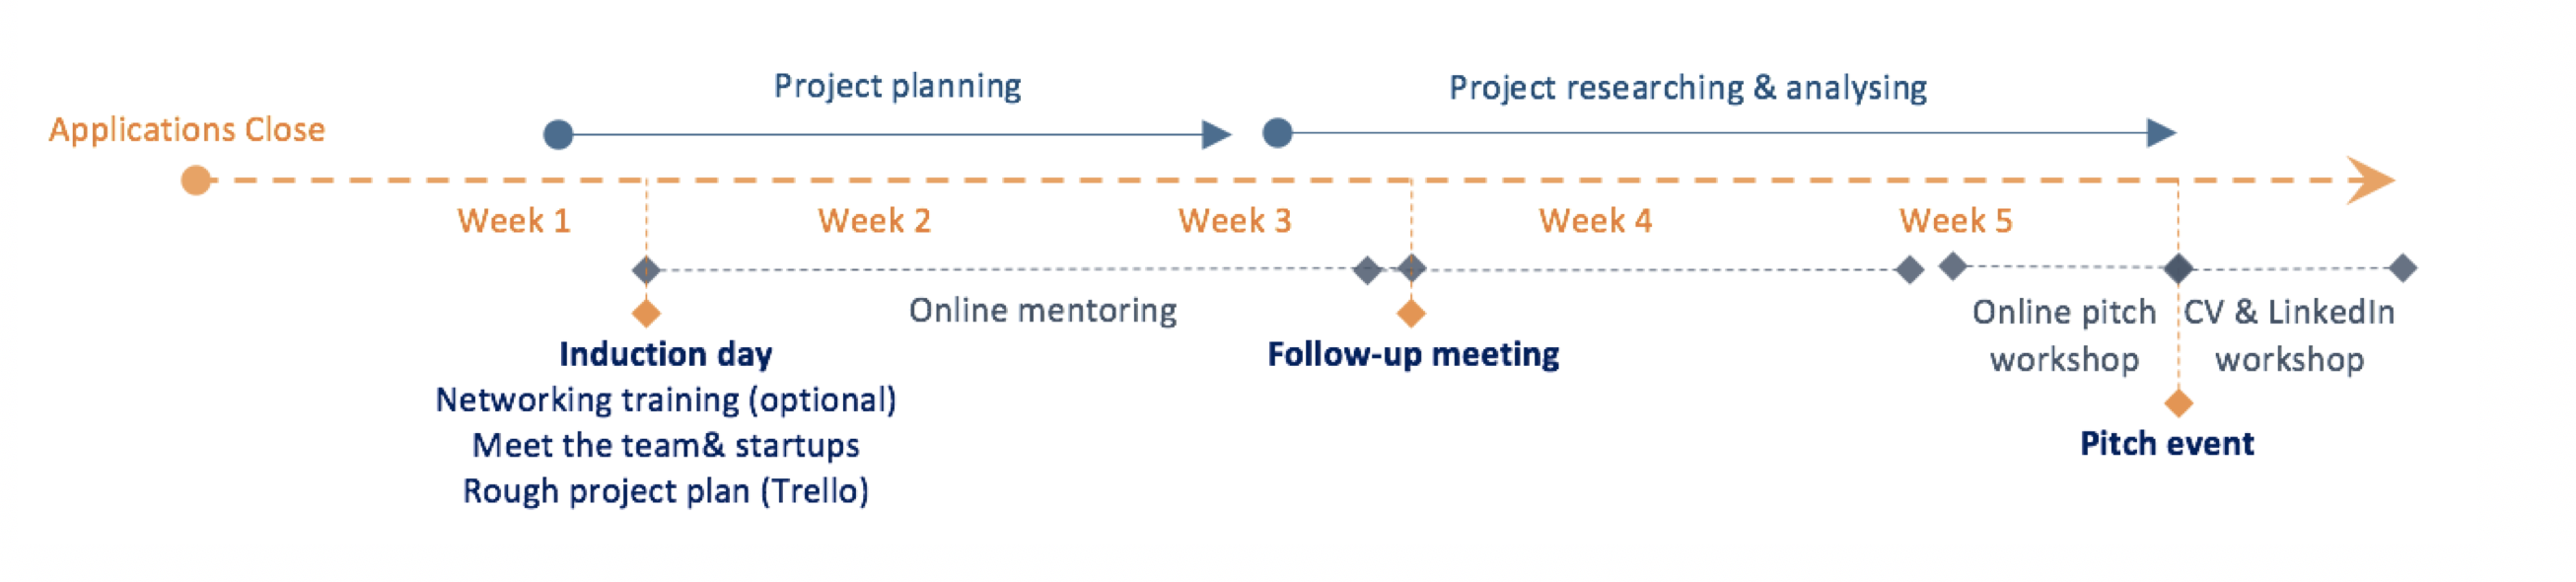 Project planning
Project researching & analysing
Applications Close
Week 1
Week 2
Week 3
Week 4
Week 5
Online mentoring
Online pitch
workshop
CV & LinkedIn
workshop
Induction day
Networking training (optional)
Meet the team& startups
Rough project plan (Trello)
Follow-up meeting
Pitch event